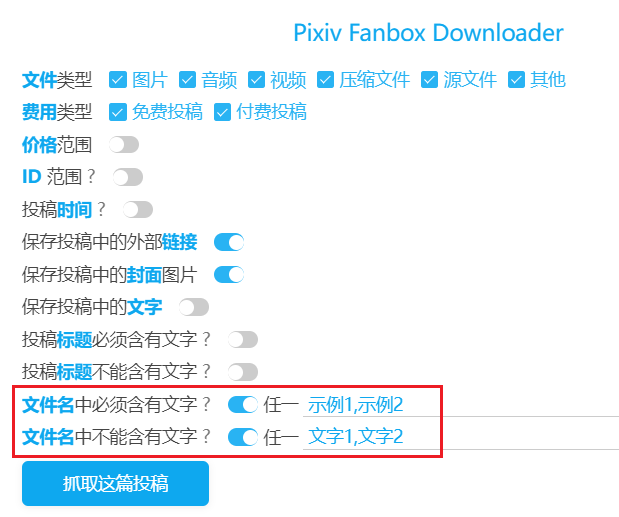 Pixiv Fanbox Downloader
文件类型 图片 音频 视频 压缩文件 源文件 其他
费用类型 免费投稿 付费投稿
价格范围
ID 范围 ?
投稿时间 ?
保存投稿中的外部链接
保存投稿中的封面图片
保存投稿中的文字
投稿标题必须含有文字 ?
投稿标题不能含有文字 ?
文件名中必须含有文字 ? 任一 示例1,示例2
文件名中不能含有文字 ? 任一 文字1,文字2
抓取这篇投稿